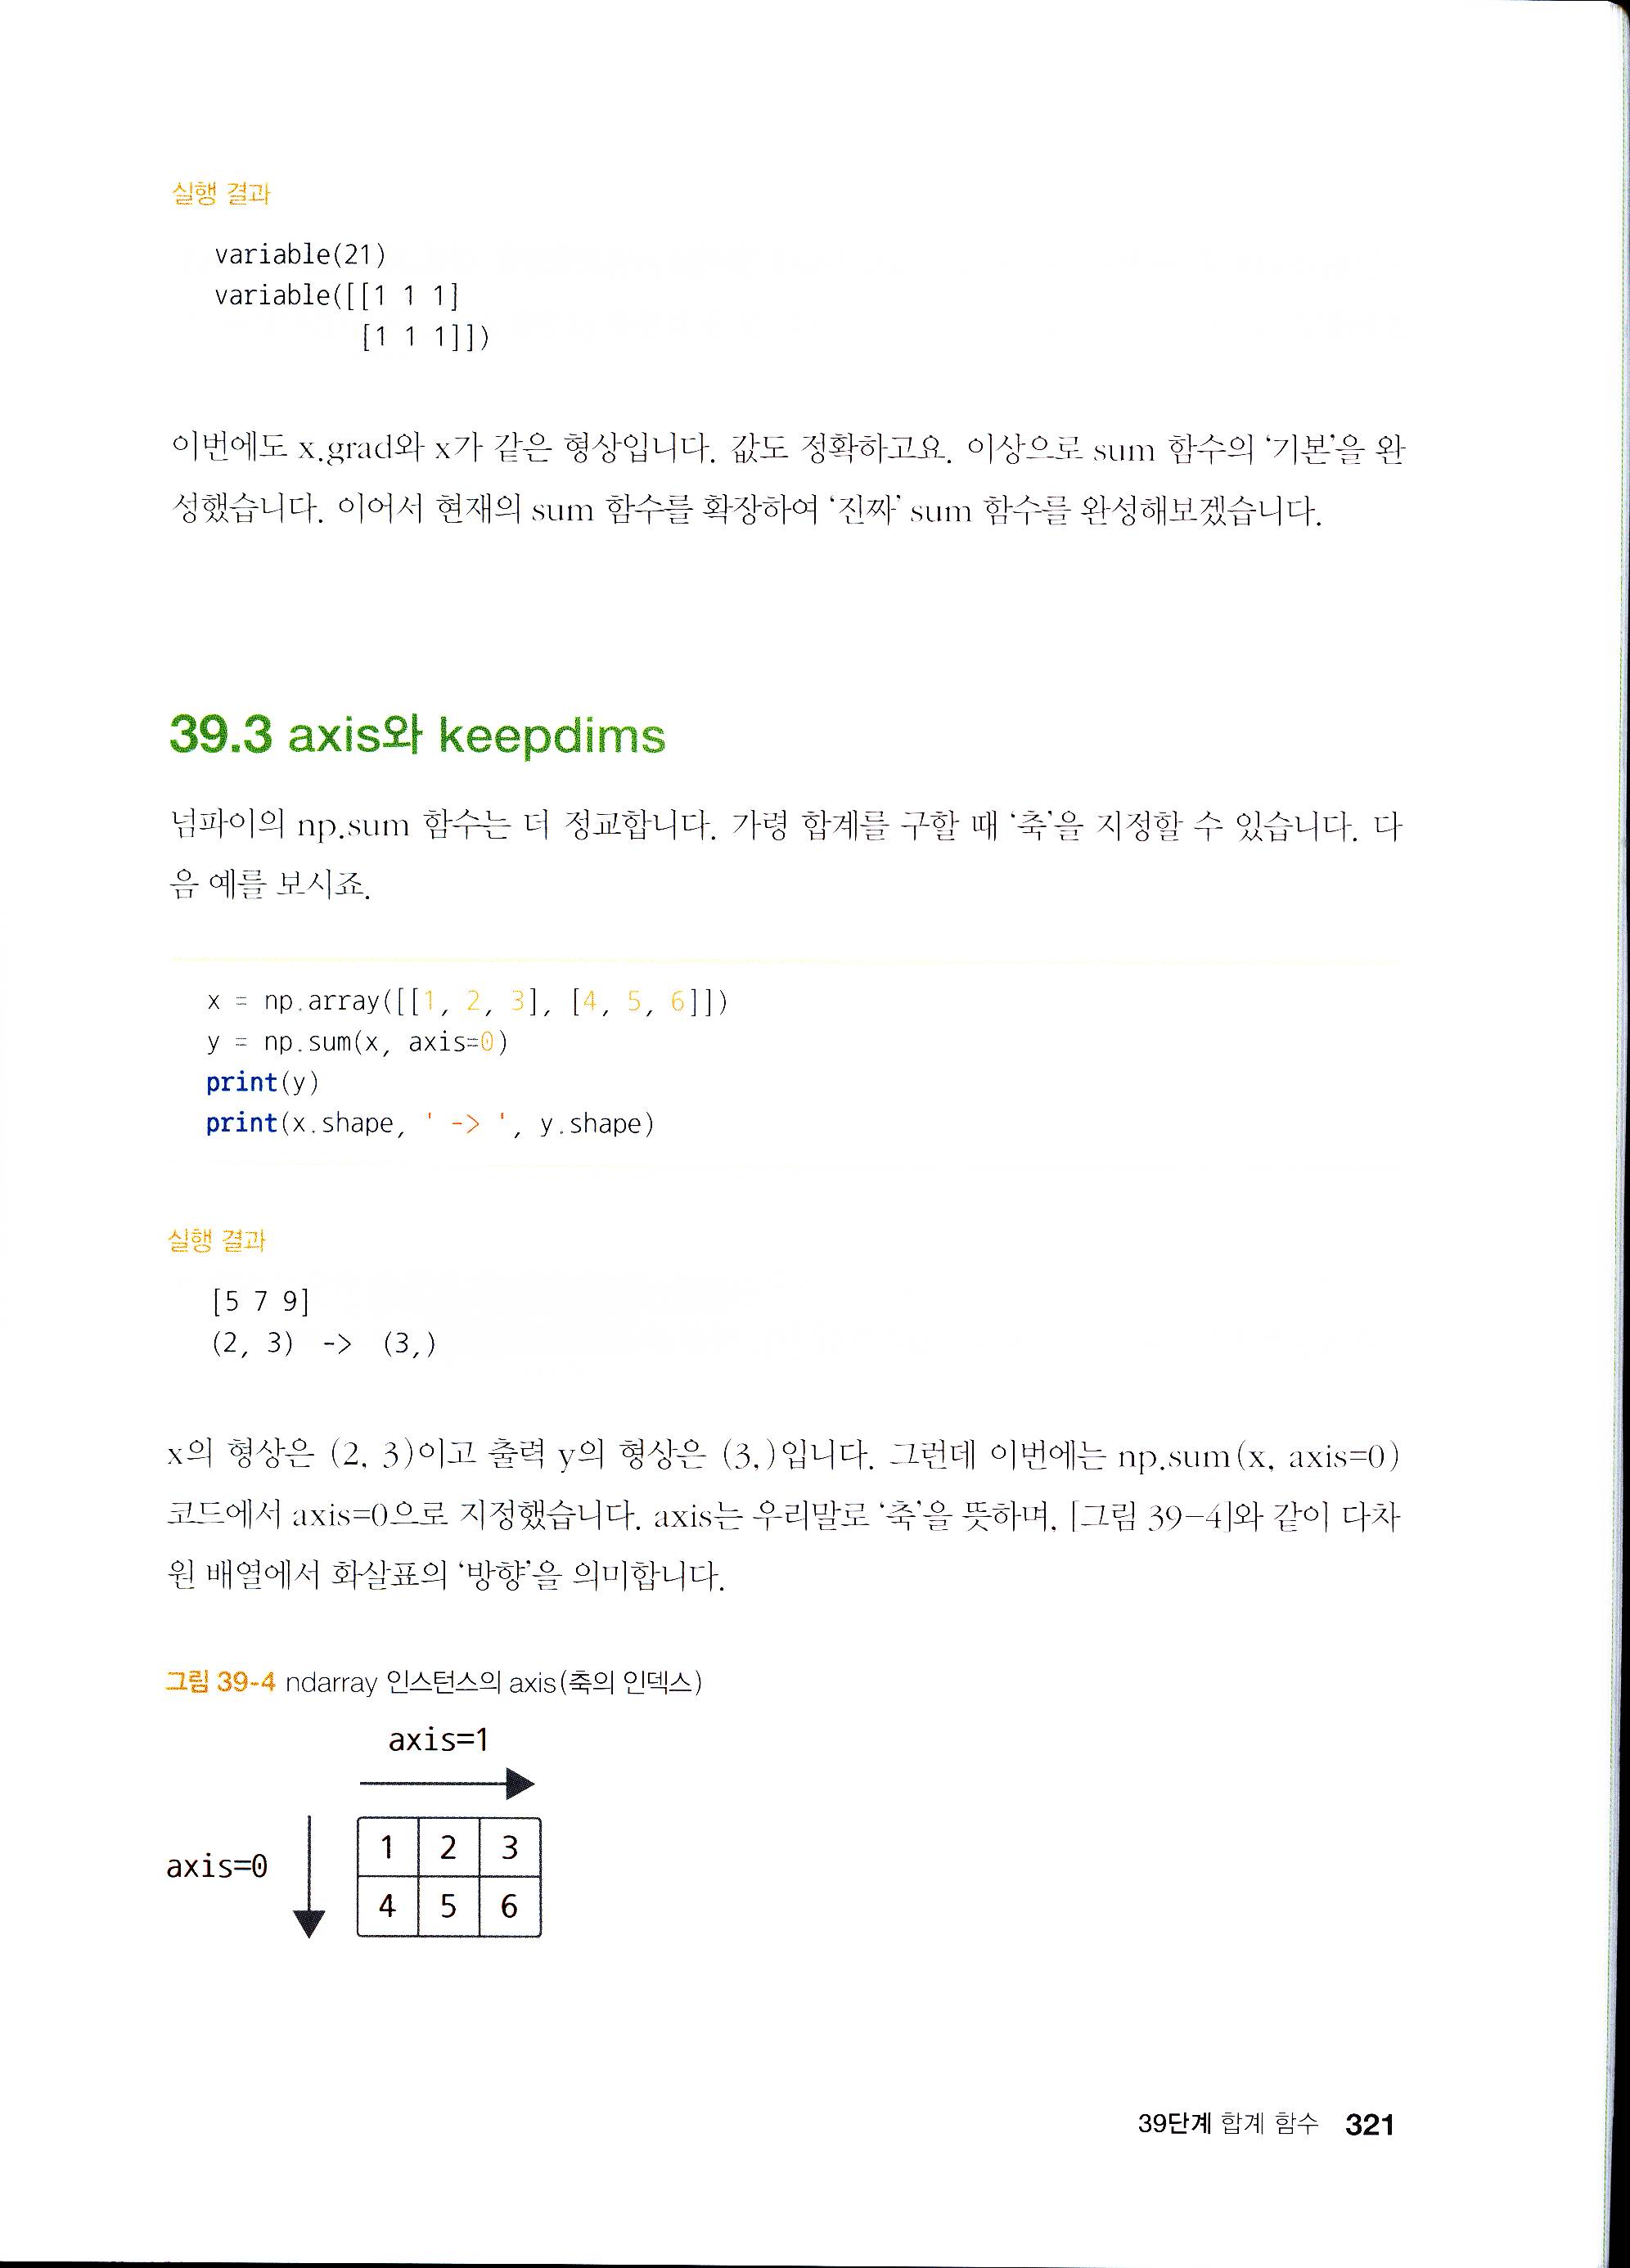 실행 결과
variable(21)
variable([[1 1 1]
          [1 1 1]])
이번에도 x.grad와 x가 같은 형상입니다. 값도 정확하고요. 이상으로 sum 함수의 ‘기본’을 완
성했습니다. 이어서 현재의 sum 함수를 확장하여 ‘진짜’ sum 함수를 완성해보겠습니다.
39.3 axis와 keepdims
넘파이의 np.sum 함수는 더 정교합니다. 가령 합계를 구할 때 ‘축’을 지정할 수 있습니다. 다
음 예를 보시죠.
x = np.array([[1, 2, 3], [4, 5, 6]])
y = np.sum(x, axis=0)
print(y)
print(x.shape, ' -> ', y.shape)
실행 결과
[5 7 9]
(2, 3)  ->  (3,)
x의 형상은 (2, 3)이고 출력 y의 형상은 (3,)입니다. 그런데 이번에는 np.sum(x, axis=0)
코드에서 axis=0으로 지정했습니다. axis는 우리말로 ‘축’을 뜻하며, [그림 39-4]와 같이 다차
원 배열에서 화살표의 ‘방향’을 의미합니다.
그림 39-4 ndarray 인스턴스의 axis(축의 인덱스)
axis=1
axis=0
1 2 3
4 5 6
39단계 합계 함수 321